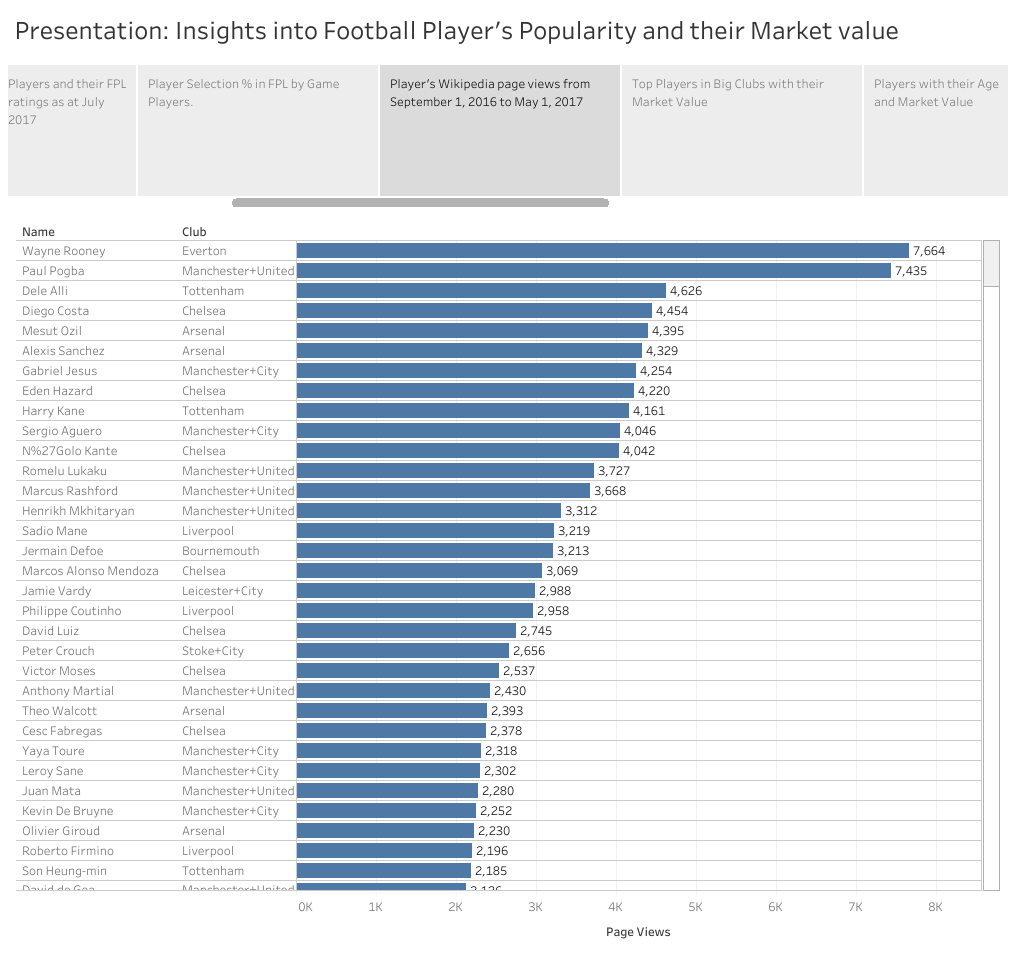 Presentation: Insights into Football Player's Popularity and their Market value
Players and their FPL
ratings as at July
2017
Player Selection % in FPL by Game
Players.
Player's Wikipedia page views from
September 1, 2016 to May 1, 2017
Top Players in Big Clubs with their
Market Value
Players with their Age
and Market Value
Name Club
Wayne Rooney Everton 7,664
Paul Pogba Manchester+United 7,435
Dele Alli Tottenham 4,626
Diego Costa Chelsea 4,454
Mesut Ozil Arsenal 4,395
Alexis Sanchez Arsenal 4,329
Gabriel Jesus Manchester+City 4,254
Eden Hazard Chelsea 4,220
Harry Kane Tottenham 4,161
Sergio Aguero Manchester+City 4,046
N%27Golo Kante Chelsea 4,042
Romelu Lukaku Manchester+United 3,727
Marcus Rashford Manchester+United 3,668
Henrikh Mkhitaryan Manchester+United 3,312
Sadio Mane Liverpool 3,219
Jermain Defoe Bournemouth 3,213
Marcos Alonso Mendoza Chelsea 3,069
Jamie Vardy Leicester+City 2,988
Philippe Coutinho Liverpool 2,958
David Luiz Chelsea 2,745
Peter Crouch Stoke+City 2,656
Victor Moses Chelsea 2,537
Anthony Martial Manchester+United 2,430
Theo Walcott Arsenal 2,393
Cesc Fabregas Chelsea 2,378
Yaya Toure Manchester+City 2,318
Leroy Sane Manchester+City 2,302
Juan Mata Manchester+United 2,280
Kevin De Bruyne Manchester+City 2,252
Olivier Giroud Arsenal 2,230
Roberto Firmino Liverpool 2,196
Son Heung-min Tottenham 2,185
David de Gea Manchester+United
0K 1K 2K 3K 4K 5K 6K 7K 8K
Page Views